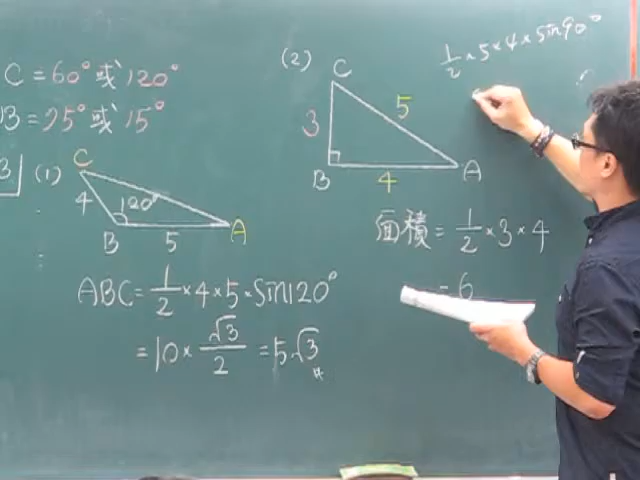 C = 60° 或 120°
B = 75° 或 15°
3
(1)
C
4
120°
B
5
A
ABC = 1/2 × 4 × 5 × Sin120°
= 10 × √3/2 = 5√3
(2)
C
3
5
B
4
A
1/2 × 5 × 4 × Sin90°
面積 = 1/2 × 3 × 4
= 6